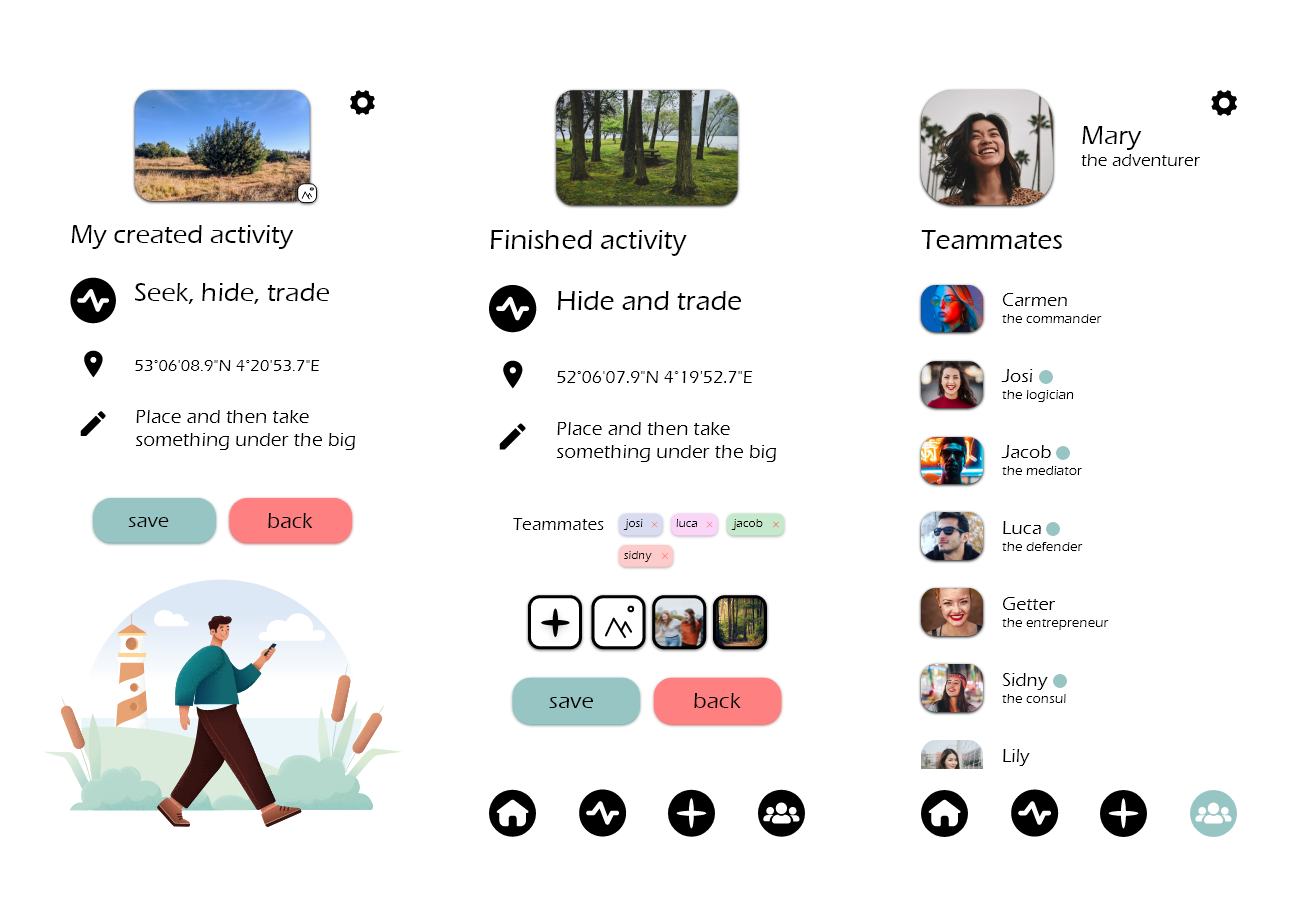 My created activity
Seek, hide, trade
53°06'08.9"N 4°20'53.7"E
Place and then take
something under the big
save
back
Finished activity
Hide and trade
52°06'07.9"N 4°19'52.7"E
Place and then take
something under the big
Teammates
josi ×
luca ×
jacob ×
sidny ×
save
back
Mary
the adventurer
Teammates
Carmen
the commander
Josi
the logician
Jacob
the mediator
Luca
the defender
Getter
the entrepreneur
Sidny
the consul
Lily